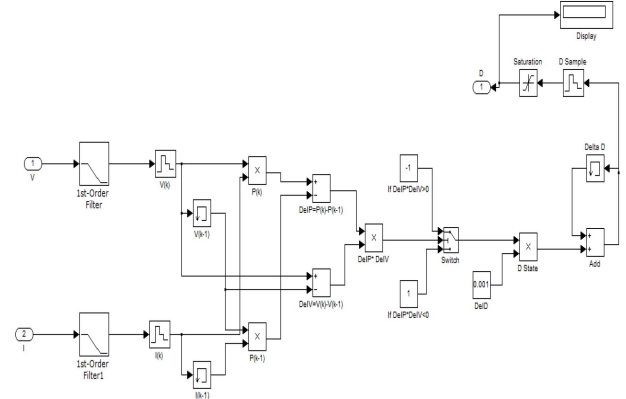 Display
D
1
Saturation
D Sample
Delta D
1
V
1st-Order
Filter
V(k)
V(k-1)
X
P(k)
+
−
DelP=P(k)-P(k-1)
-1
If DelP*DelV>0
X
DelP* DelV
Switch
X
D State
+
+
Add
+
−
DelV=V(k)-V(k-1)
1
If DelP*DelV<0
0.001
DelD
2
I
1st-Order
Filter1
I(k)
I(k-1)
X
P(k-1)